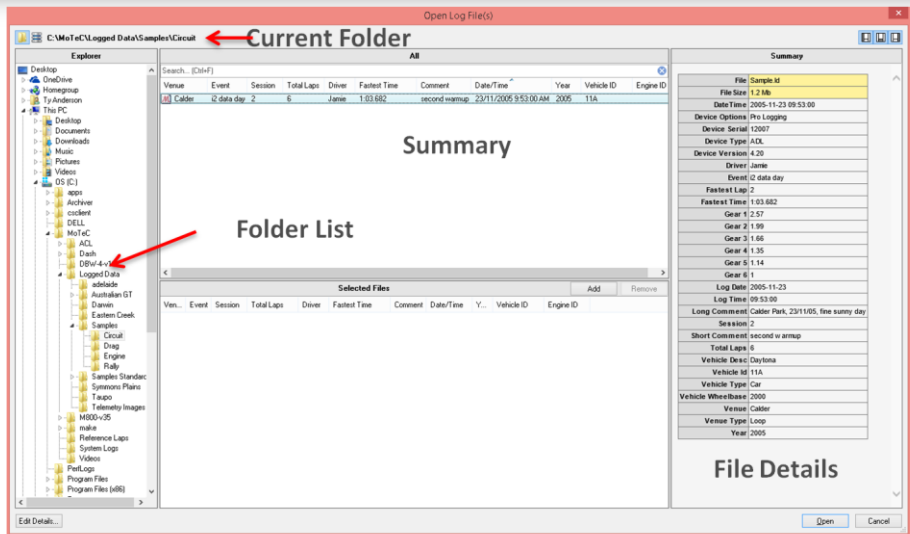 Open Log File(s)
C:\MoTeC\Logged Data\Samples\Circuit
Current Folder
Explorer
Desktop
OneDrive
Homegroup
Ty Anderson
This PC
Desktop
Documents
Downloads
Music
Pictures
Videos
OS (C:)
apps
Archiver
csclient
DELL
MoTeC
ACL
Dash
DBW-4-v1
Logged Data
adelaide
Australian GT
Darwin
Eastern Creek
Samples
Circuit
Drag
Engine
Rally
Samples Standarc
Symmons Plains
Taupo
Telemetry Images
M800-v35
make
Reference Laps
System Logs
Videos
PerfLogs
Program Files
Program Files (x86)
Folder List
All
Search... (Ctrl+F)
Venue Event Session Total Laps Driver Fastest Time Comment Date/Time Year Vehicle ID Engine ID
Calder i2 data day 2 6 Jamie 1:03.682 second warmup 23/11/2005 9:53:00 AM 2005 11A
Summary
Selected Files
Add Remove
Ven... Event Session Total Laps Driver Fastest Time Comment Date/Time Y... Vehicle ID Engine ID
Summary
File Sample.ld
File Size 1.2 Mb
Date Time 2005-11-23 09:53:00
Device Options Pro Logging
Device Serial 12007
Device Type ADL
Device Version 4.20
Driver Jamie
Event i2 data day
Fastest Lap 2
Fastest Time 1:03.682
Gear 1 2.57
Gear 2 1.99
Gear 3 1.66
Gear 4 1.35
Gear 5 1.14
Gear 6 1
Log Date 2005-11-23
Log Time 09:53:00
Long Comment Calder Park, 23/11/05, fine sunny day
Session 2
Short Comment second warmup
Total Laps 6
Vehicle Desc Daytona
Vehicle Id 11A
Vehicle Type Car
Vehicle Wheelbase 2000
Venue Calder
Venue Type Loop
Year 2005
File Details
Edit Details...
Open Cancel